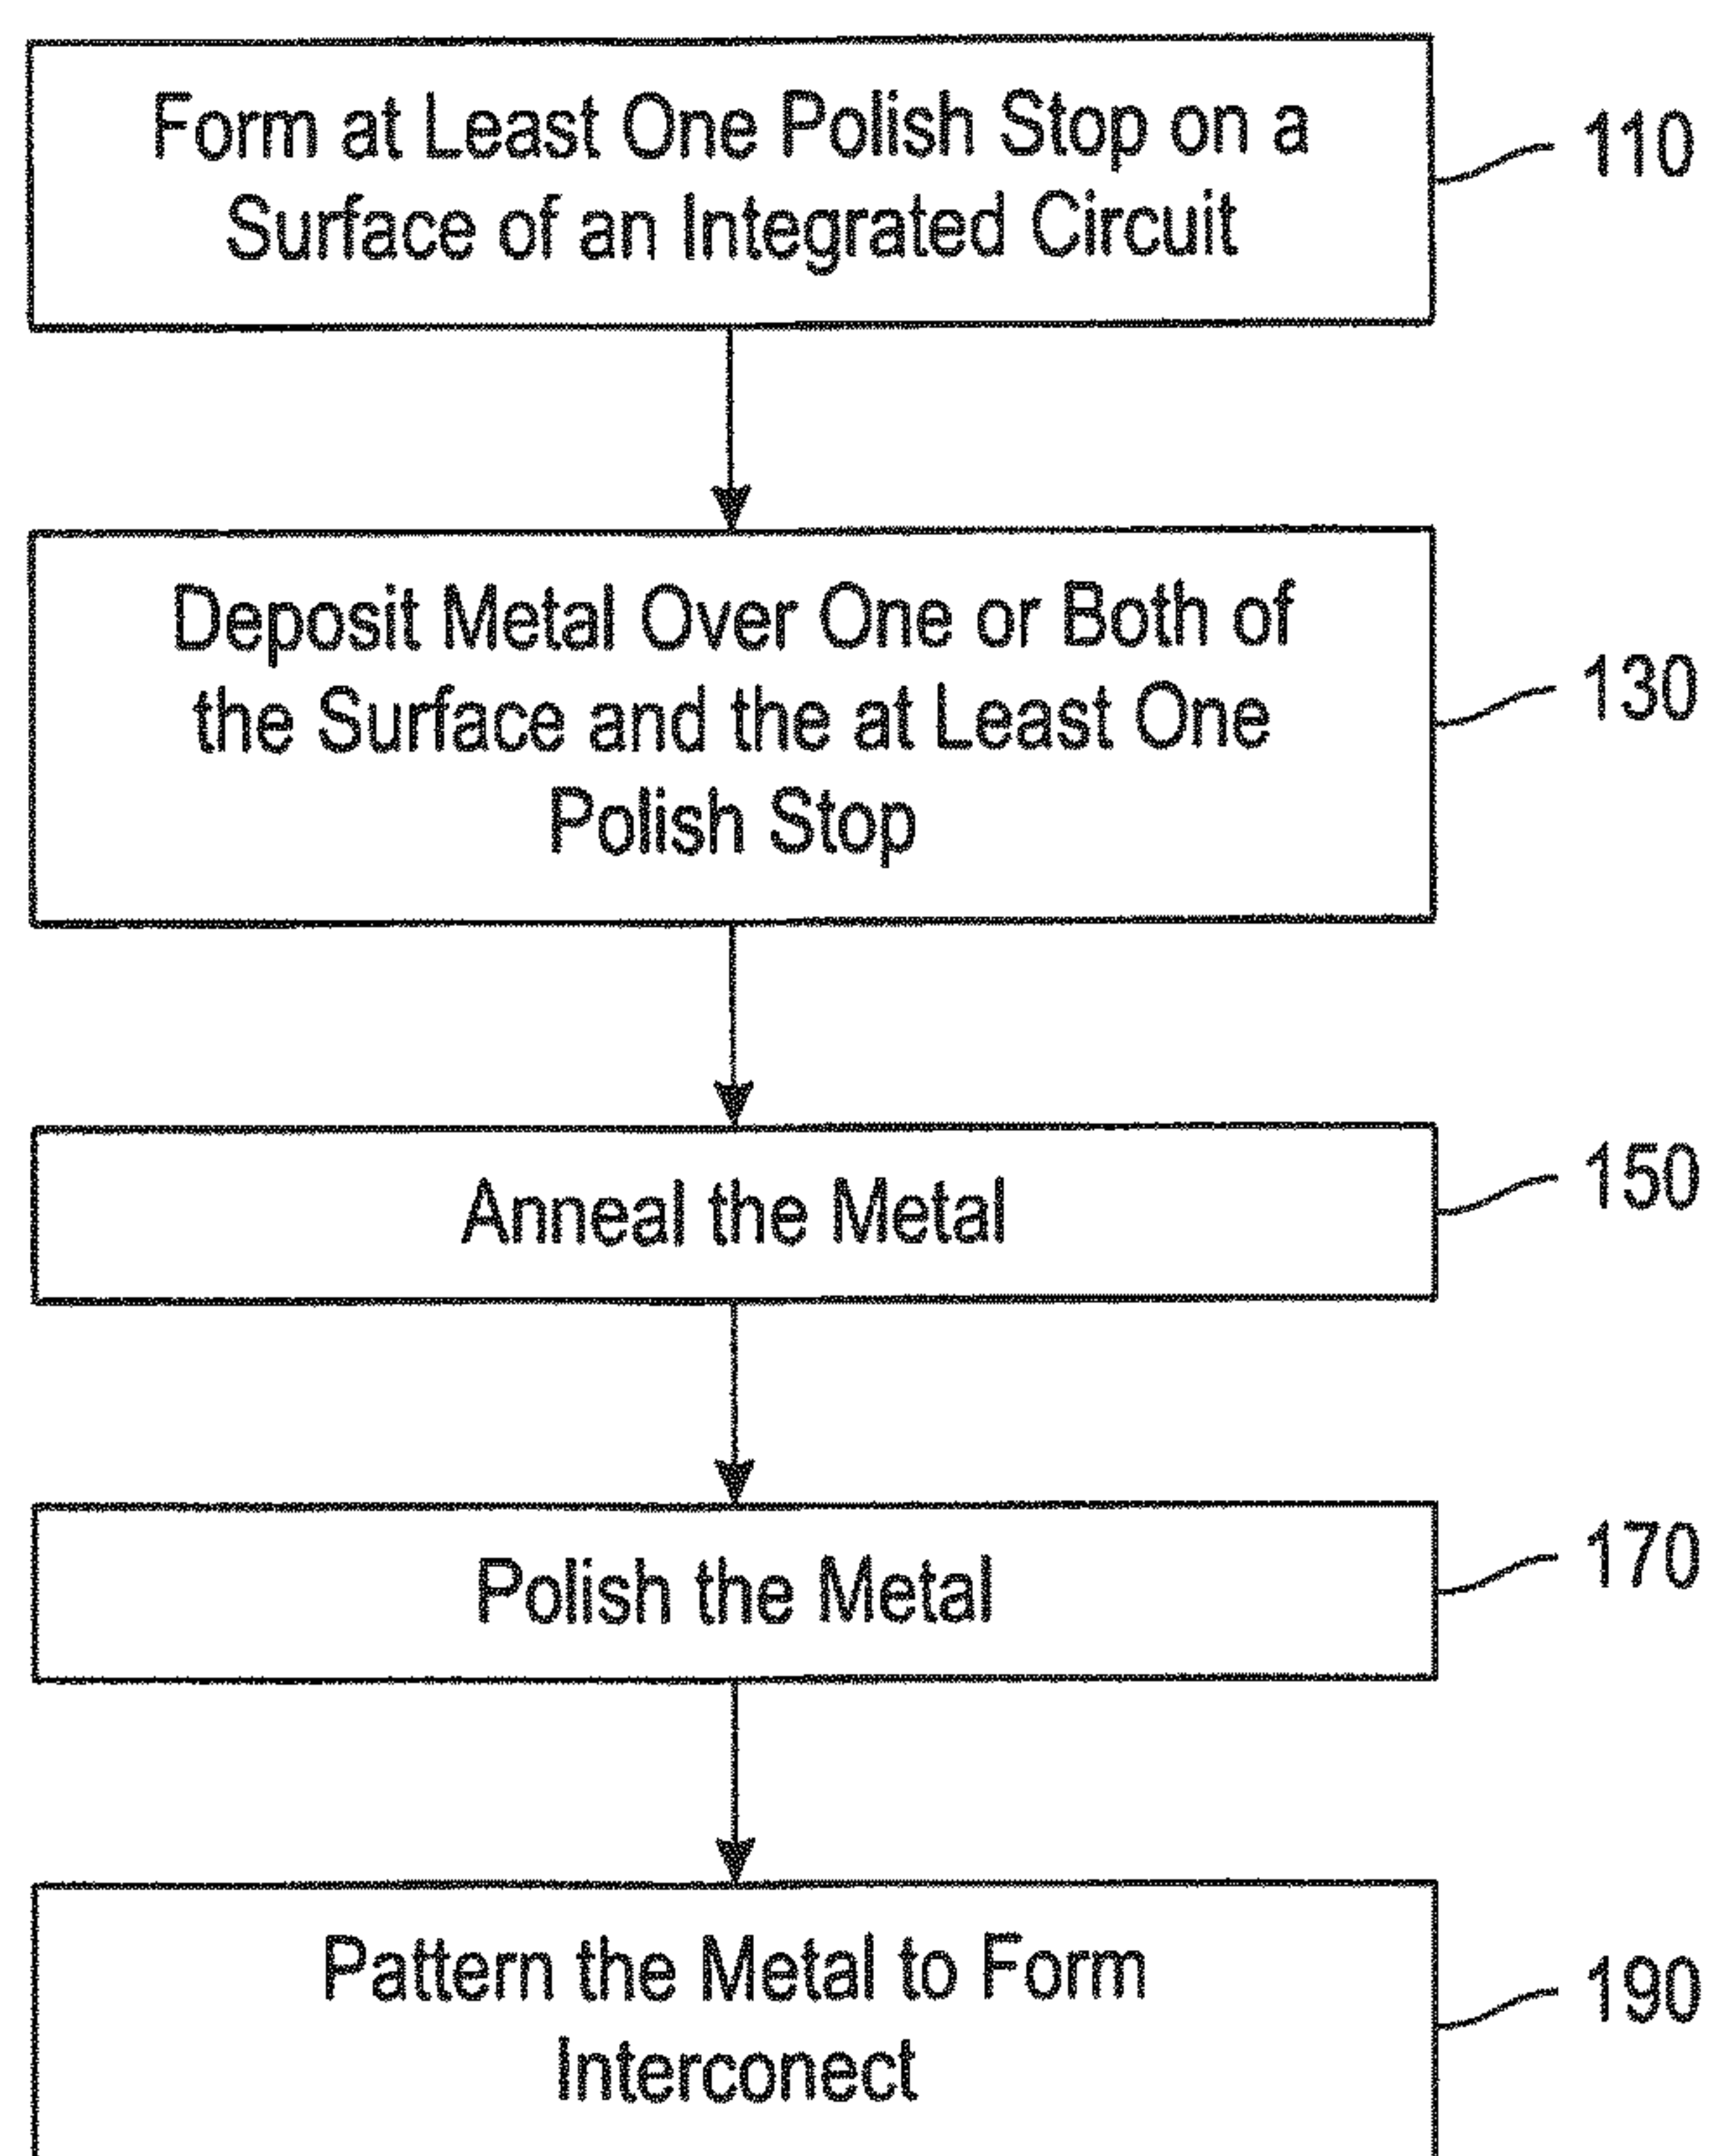 Form at Least One Polish Stop on a
Surface of an Integrated Circuit
110
Deposit Metal Over One or Both of
the Surface and the at Least One
Polish Stop
130
Anneal the Metal
150
Polish the Metal
170
Pattern the Metal to Form
Interconect
190